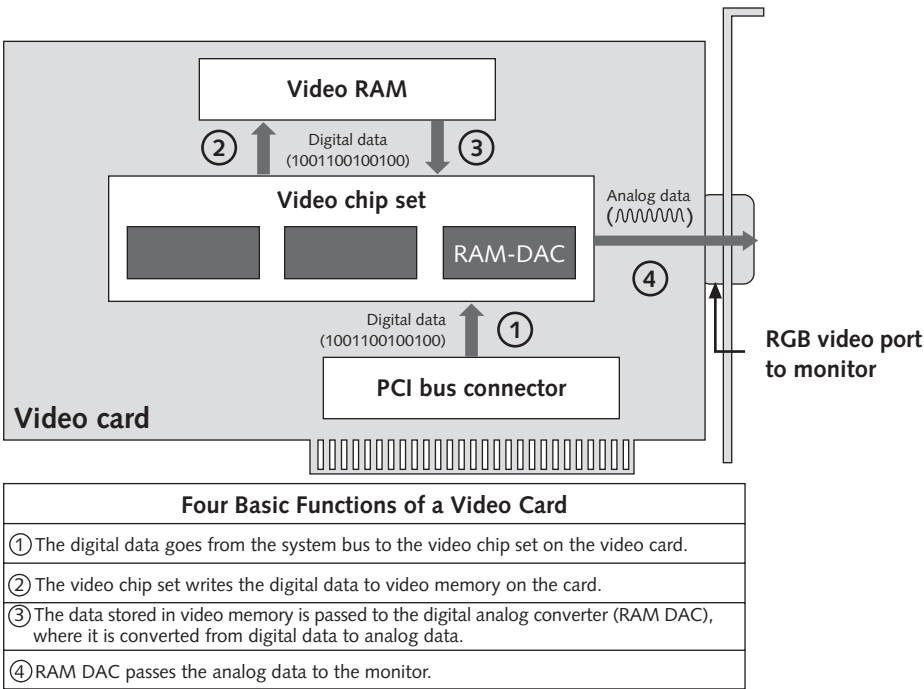 Video RAM
②
Digital data
(1001100100100)
③
Video chip set
RAM-DAC
Analog data
④
Digital data
(1001100100100)
①
RGB video port
to monitor
PCI bus connector
Video card
Four Basic Functions of a Video Card
① The digital data goes from the system bus to the video chip set on the video card.
② The video chip set writes the digital data to video memory on the card.
③ The data stored in video memory is passed to the digital analog converter (RAM DAC),
where it is converted from digital data to analog data.
④ RAM DAC passes the analog data to the monitor.